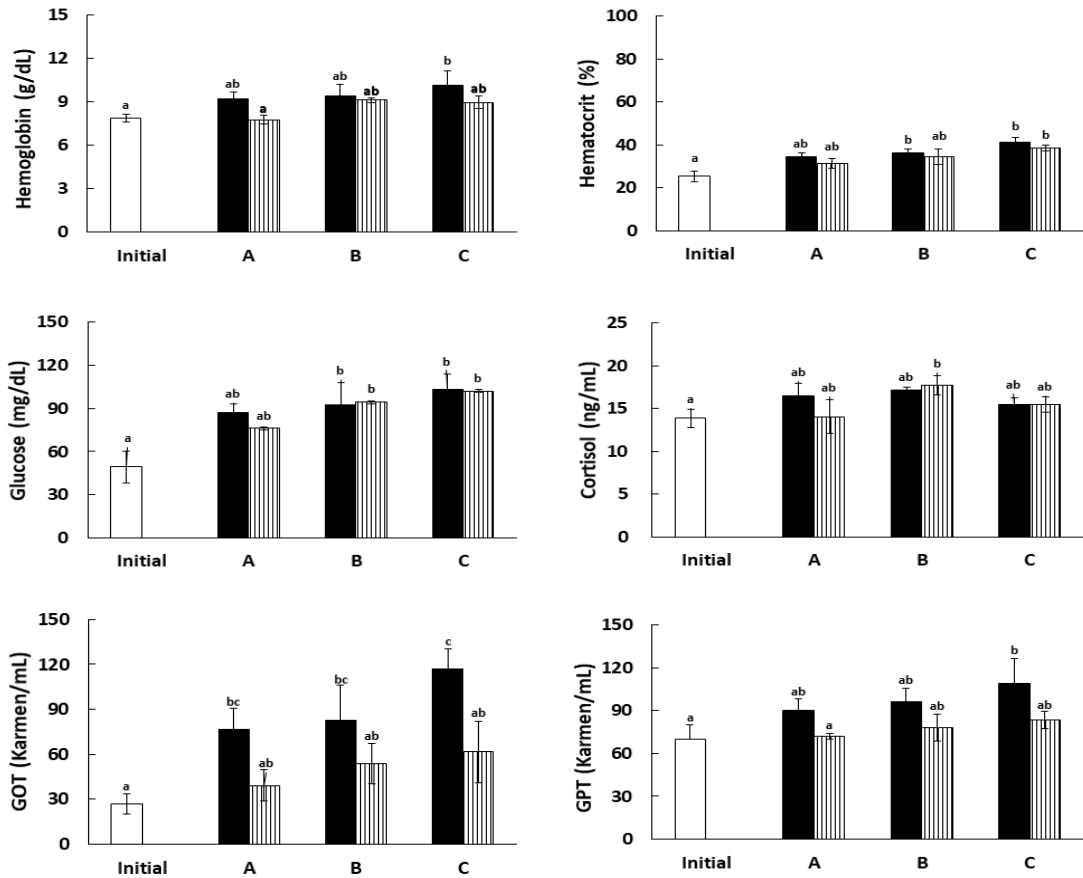 Hemoglobin (g/dL)
15
12
9
6
3
0
a
ab
a
ab
ab
b
ab
Initial A B C
Hematocrit (%)
100
80
60
40
20
0
a
ab
ab
b
ab
b
b
Initial A B C
Glucose (mg/dL)
150
120
90
60
30
0
a
ab
ab
b
b
b
b
Initial A B C
Cortisol (ng/mL)
25
20
15
10
5
0
a
ab
ab
ab
b
ab
ab
Initial A B C
GOT (Karmen/mL)
150
120
90
60
30
0
a
bc
ab
bc
ab
c
ab
Initial A B C
GPT (Karmen/mL)
150
120
90
60
30
0
a
ab
a
ab
ab
b
ab
Initial A B C